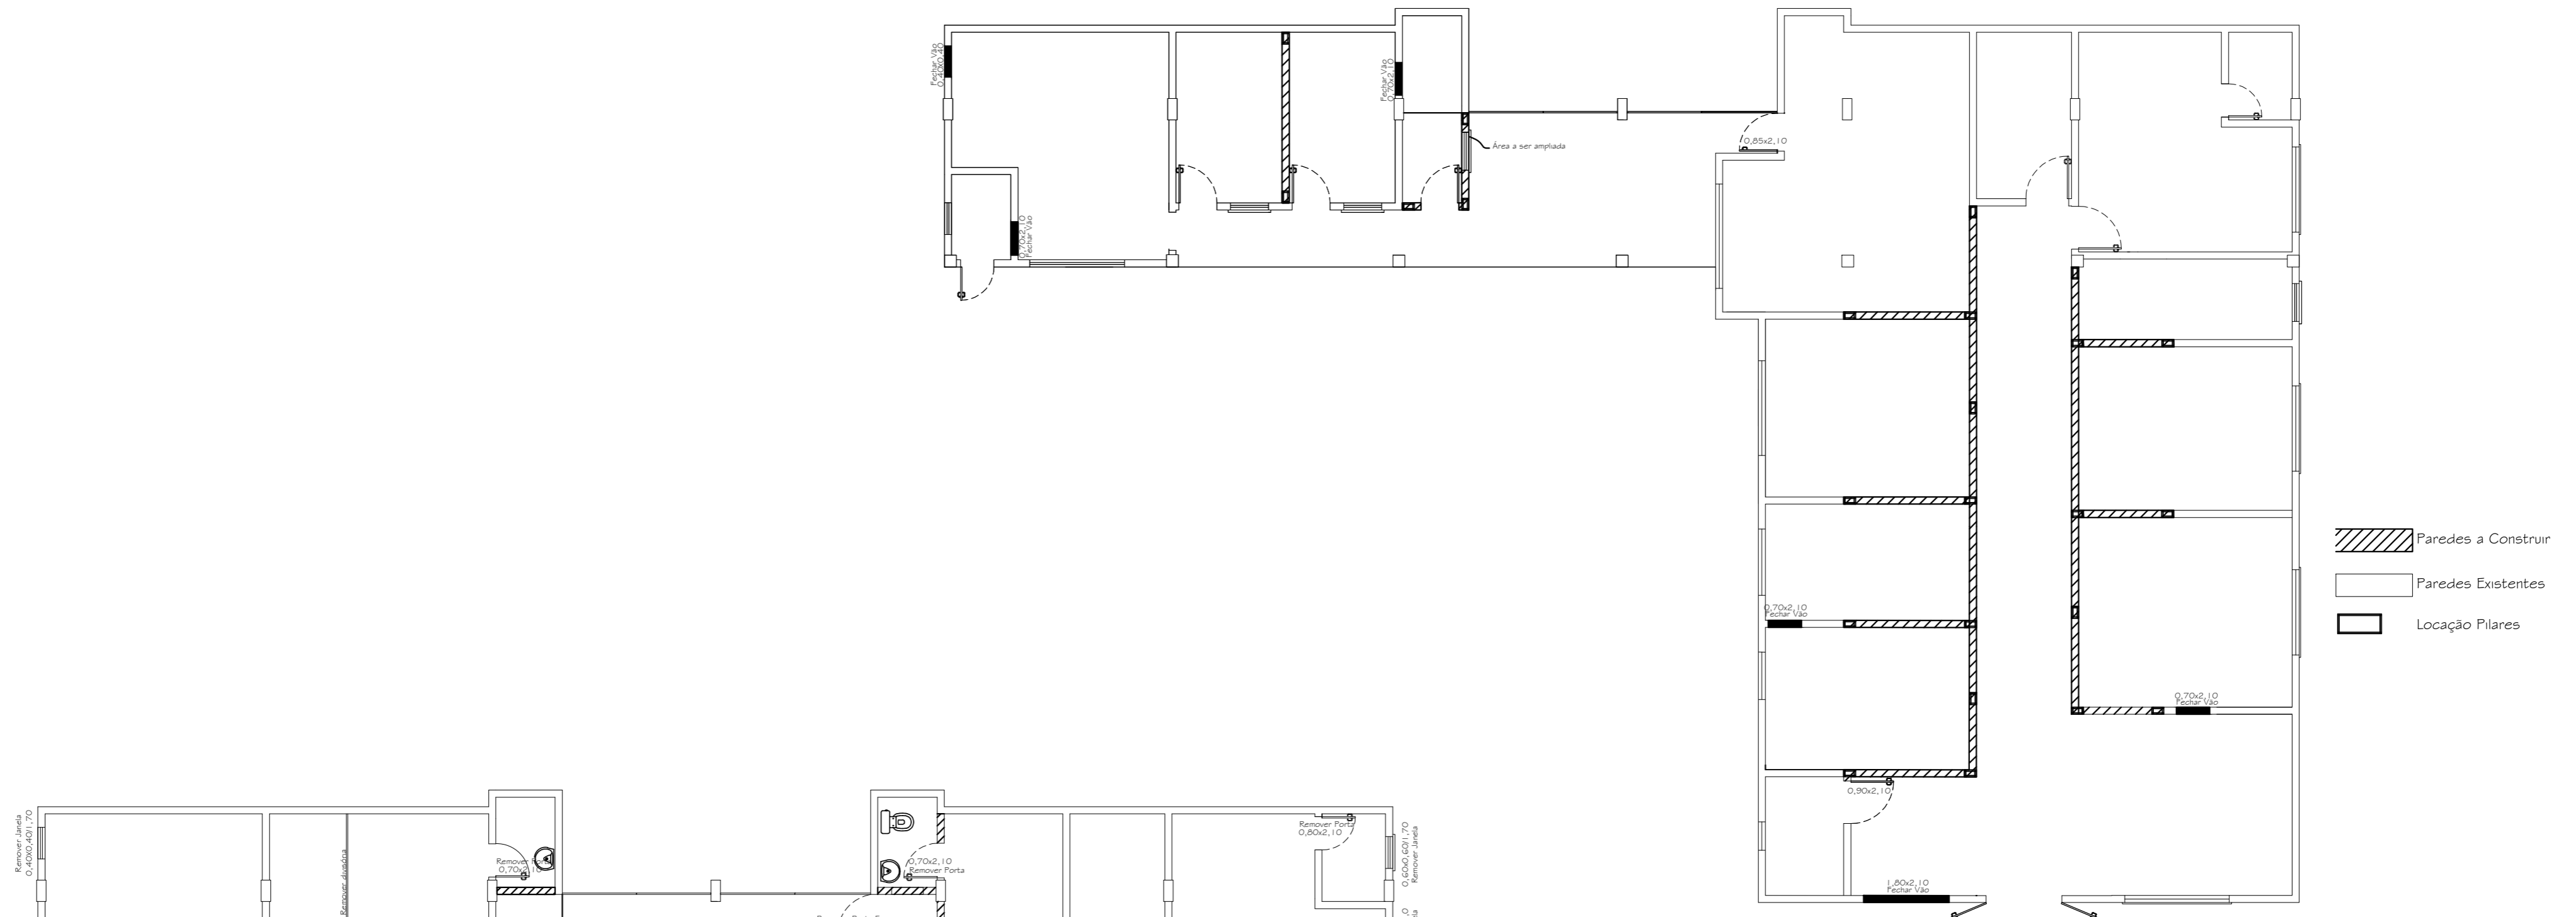 Fechar Vão
0,40x0,40
Fechar Vão
0,70x2,10
Área a ser ampliada
0,85x2,10
0,70x2,10
Fechar Vão
Paredes a Construir
Paredes Existentes
Locação Pilares
0,70x2,10
Fechar Vão
0,70x2,10
Fechar Vão
0,90x2,10
1,80x2,10
Fechar Vão
Remover Janela
0,40x0,40/1,70
Remover divisória
Remover Porta
0,70x2,10
0,70x2,10
Remover Porta
Remover Porta
0,80x2,10
0,60x0,60/1,70
Remover Janela